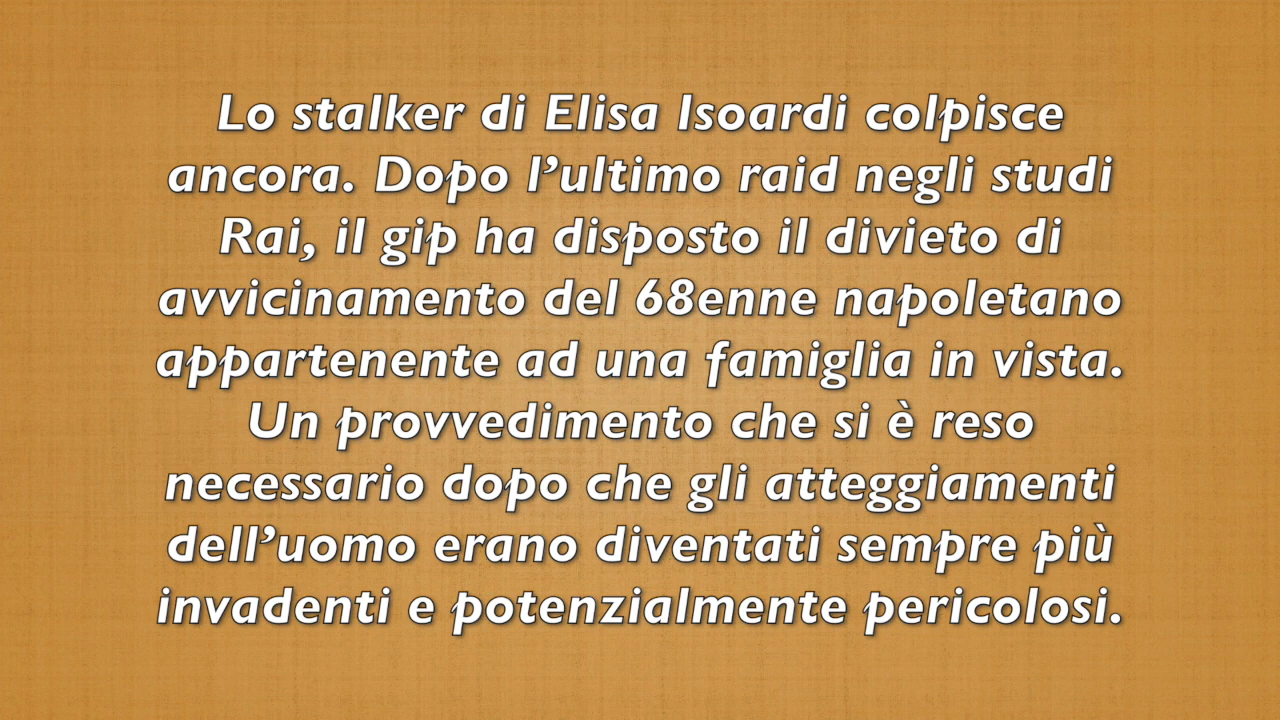 Lo stalker di Elisa Isoardi colpisce
ancora. Dopo l’ultimo raid negli studi
Rai, il gip ha disposto il divieto di
avvicinamento del 68enne napoletano
appartenente ad una famiglia in vista.
Un provvedimento che si è reso
necessario dopo che gli atteggiamenti
dell’uomo erano diventati sempre più
invadenti e potenzialmente pericolosi.